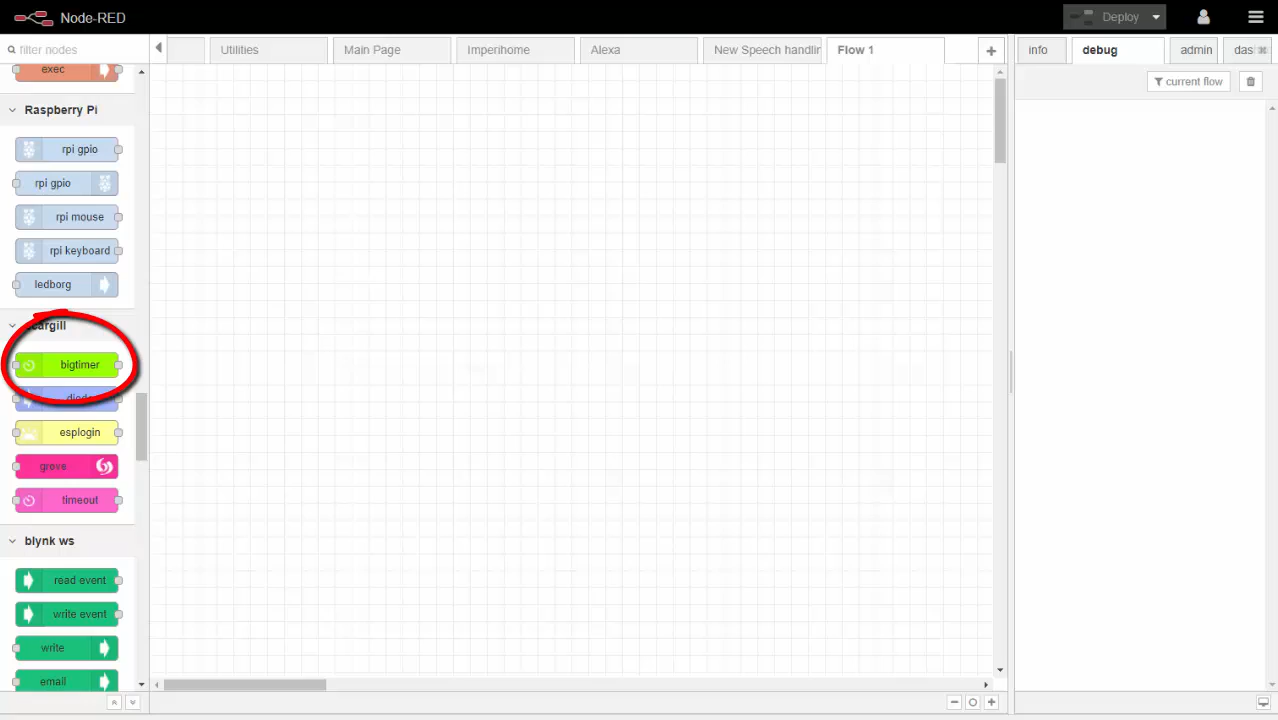 Node-RED
Deploy
filter nodes
Utilities
Main Page
Imperihome
Alexa
New Speech handlin
Flow 1
info
debug
admin
das
exec
current flow
Raspberry Pi
rpi gpio
rpi gpio
rpi mouse
rpi keyboard
ledborg
bigtimer
esplogin
grove
timeout
blynk ws
read event
write event
write
email